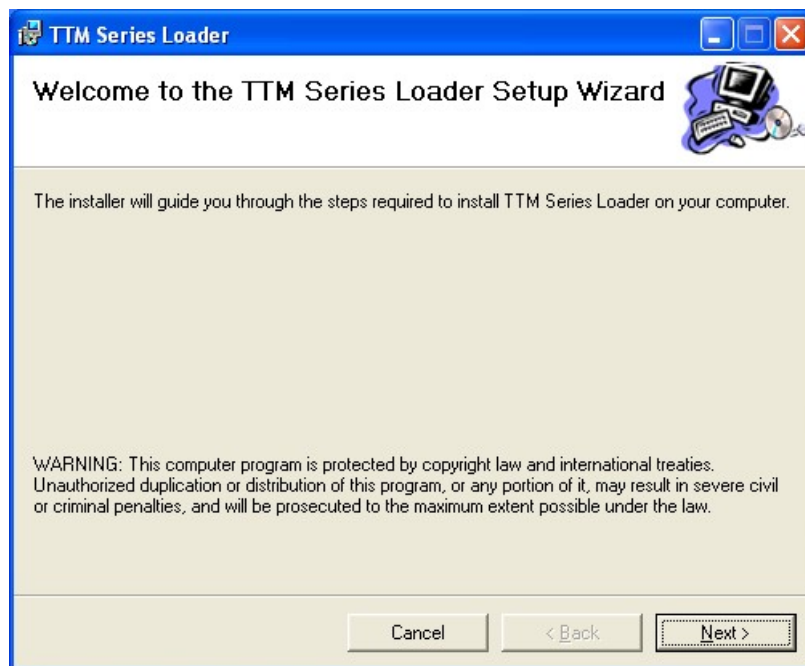 TTM Series Loader
Welcome to the TTM Series Loader Setup Wizard
The installer will guide you through the steps required to install TTM Series Loader on your computer.
WARNING: This computer program is protected by copyright law and international treaties.
Unauthorized duplication or distribution of this program, or any portion of it, may result in severe civil
or criminal penalties, and will be prosecuted to the maximum extent possible under the law.
Cancel
< Back
Next >